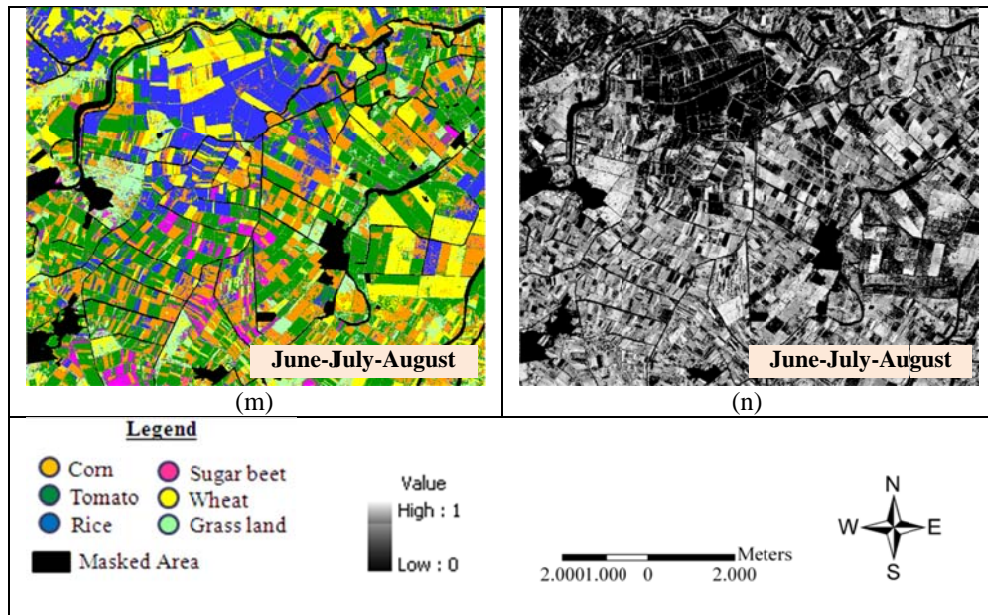 June-July-August
June-July-August
(m)
(n)
Legend
Corn
Tomato
Rice
Sugar beet
Wheat
Grass land
Masked Area
Value
High : 1
Low : 0
Meters
2.0001.000 0 2.000
N
W E
S